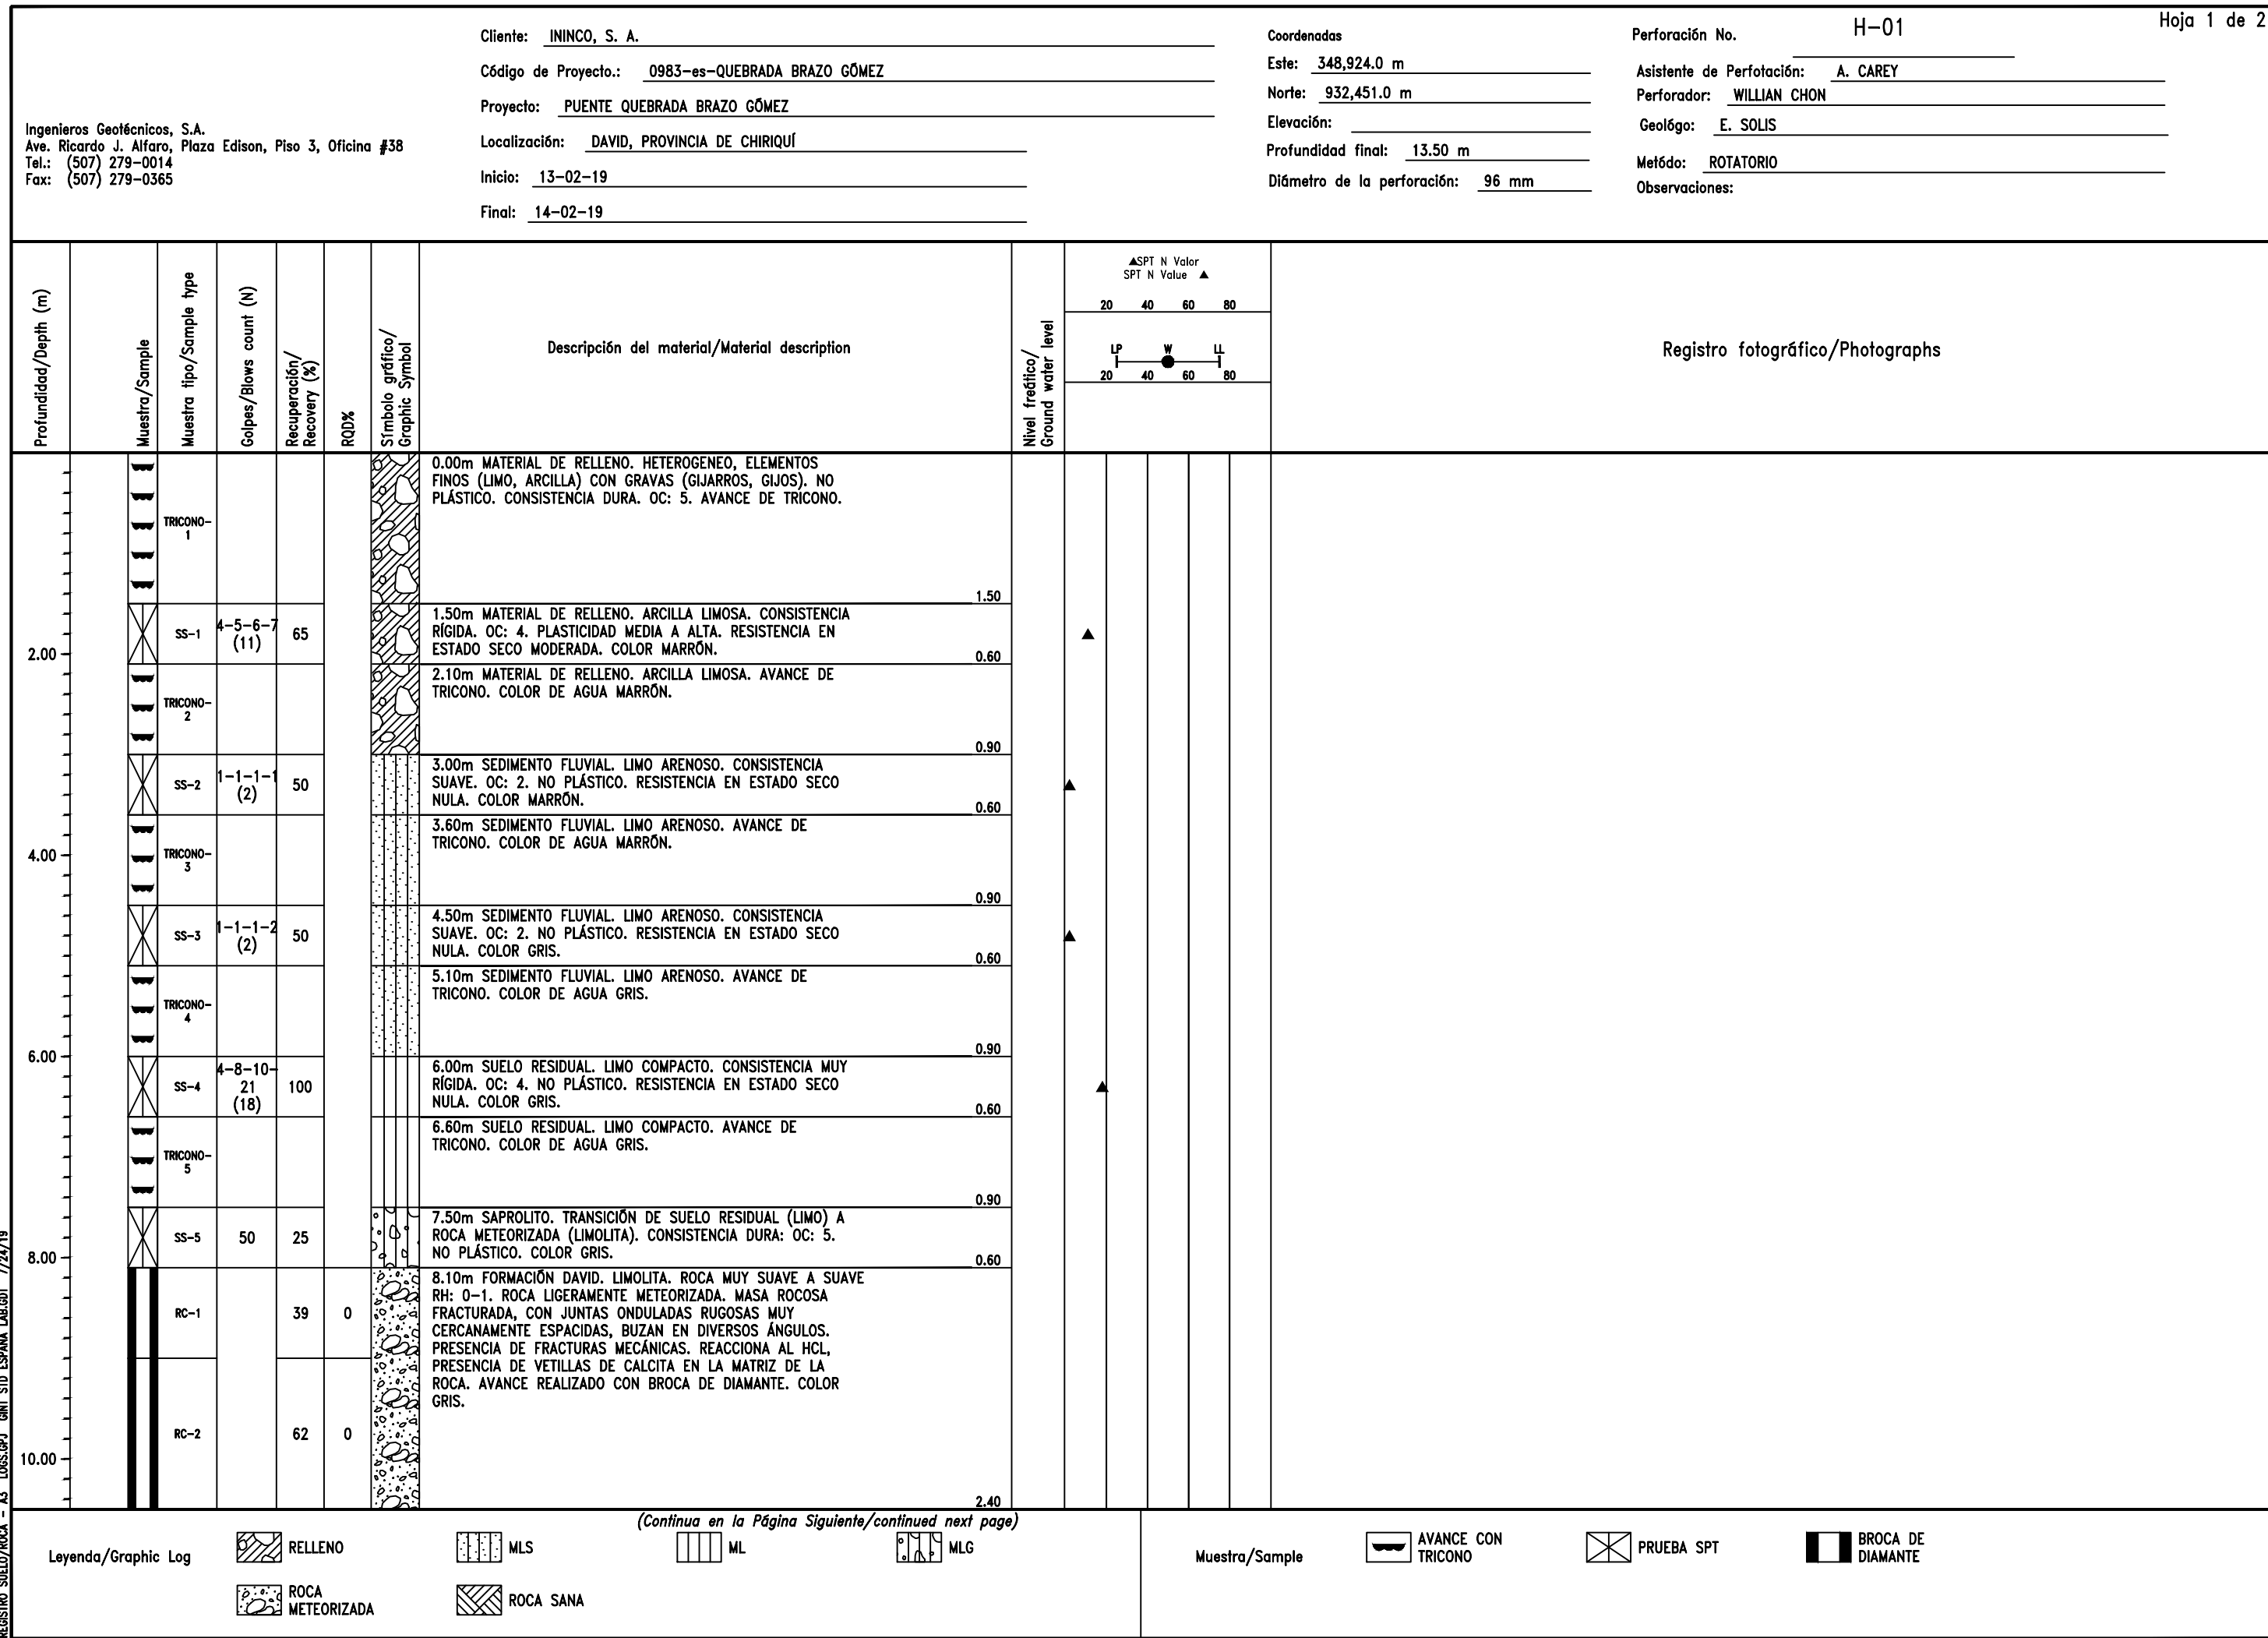 Hoja 1 de 2
Ingenieros Geotécnicos, S.A.
Ave. Ricardo J. Alfaro, Plaza Edison, Piso 3, Oficina #38
Tel.: (507) 279-0014
Fax: (507) 279-0365
Cliente: ININCO, S. A.
Código de Proyecto.: 0983-es-QUEBRADA BRAZO GÓMEZ
Proyecto: PUENTE QUEBRADA BRAZO GÓMEZ
Localización: DAVID, PROVINCIA DE CHIRIQUÍ
Inicio: 13-02-19
Final: 14-02-19
Coordenadas
Este: 348,924.0 m
Norte: 932,451.0 m
Elevación:
Profundidad final: 13.50 m
Diámetro de la perforación: 96 mm
Perforación No. H-01
Asistente de Perfotación: A. CAREY
Perforador: WILLIAN CHON
Geológo: E. SOLIS
Metódo: ROTATORIO
Observaciones:
Profundidad/Depth (m)
Muestra/Sample
Muestra tipo/Sample type
Golpes/Blows count (N)
Recuperación/
Recovery (%)
RQD%
Símbolo gráfico/
Graphic Symbol
Descripción del material/Material description
Nivel freático/
Ground water level
▲SPT N Valor
SPT N Value ▲
20 40 60 80
LP W LL
20 40 60 80
Registro fotográfico/Photographs
TRICONO-
1
0.00m MATERIAL DE RELLENO. HETEROGENEO, ELEMENTOS
FINOS (LIMO, ARCILLA) CON GRAVAS (GIJARROS, GIJOS). NO
PLÁSTICO. CONSISTENCIA DURA. OC: 5. AVANCE DE TRICONO.
1.50
SS-1
4-5-6-7
(11)
65
1.50m MATERIAL DE RELLENO. ARCILLA LIMOSA. CONSISTENCIA
RÍGIDA. OC: 4. PLASTICIDAD MEDIA A ALTA. RESISTENCIA EN
ESTADO SECO MODERADA. COLOR MARRÓN.
0.60
2.00
TRICONO-
2
2.10m MATERIAL DE RELLENO. ARCILLA LIMOSA. AVANCE DE
TRICONO. COLOR DE AGUA MARRÓN.
0.90
SS-2
1-1-1-1
(2)
50
3.00m SEDIMENTO FLUVIAL. LIMO ARENOSO. CONSISTENCIA
SUAVE. OC: 2. NO PLÁSTICO. RESISTENCIA EN ESTADO SECO
NULA. COLOR MARRÓN.
0.60
4.00
TRICONO-
3
3.60m SEDIMENTO FLUVIAL. LIMO ARENOSO. AVANCE DE
TRICONO. COLOR DE AGUA MARRÓN.
0.90
SS-3
1-1-1-2
(2)
50
4.50m SEDIMENTO FLUVIAL. LIMO ARENOSO. CONSISTENCIA
SUAVE. OC: 2. NO PLÁSTICO. RESISTENCIA EN ESTADO SECO
NULA. COLOR GRIS.
0.60
TRICONO-
4
5.10m SEDIMENTO FLUVIAL. LIMO ARENOSO. AVANCE DE
TRICONO. COLOR DE AGUA GRIS.
0.90
6.00
SS-4
4-8-10-
21
(18)
100
6.00m SUELO RESIDUAL. LIMO COMPACTO. CONSISTENCIA MUY
RÍGIDA. OC: 4. NO PLÁSTICO. RESISTENCIA EN ESTADO SECO
NULA. COLOR GRIS.
0.60
TRICONO-
5
6.60m SUELO RESIDUAL. LIMO COMPACTO. AVANCE DE
TRICONO. COLOR DE AGUA GRIS.
0.90
SS-5
50
25
7.50m SAPROLITO. TRANSICIÓN DE SUELO RESIDUAL (LIMO) A
ROCA METEORIZADA (LIMOLITA). CONSISTENCIA DURA: OC: 5.
NO PLÁSTICO. COLOR GRIS.
0.60
8.00
RC-1
39
0
8.10m FORMACIÓN DAVID. LIMOLITA. ROCA MUY SUAVE A SUAVE
RH: 0-1. ROCA LIGERAMENTE METEORIZADA. MASA ROCOSA
FRACTURADA, CON JUNTAS ONDULADAS RUGOSAS MUY
CERCANAMENTE ESPACIDAS, BUZAN EN DIVERSOS ÁNGULOS.
PRESENCIA DE FRACTURAS MECÁNICAS. REACCIONA AL HCL,
PRESENCIA DE VETILLAS DE CALCITA EN LA MATRIZ DE LA
ROCA. AVANCE REALIZADO CON BROCA DE DIAMANTE. COLOR
GRIS.
RC-2
62
0
10.00
2.40
(Continua en la Página Siguiente/continued next page)
Leyenda/Graphic Log
RELLENO
MLS
ML
MLG
ROCA
METEORIZADA
ROCA SANA
Muestra/Sample
AVANCE CON
TRICONO
PRUEBA SPT
BROCA DE
DIAMANTE
REGISTRO SUELO/ROCA - A3 LOGS.GPJ GINT STD ESPANA LAB.GDT 7/24/19